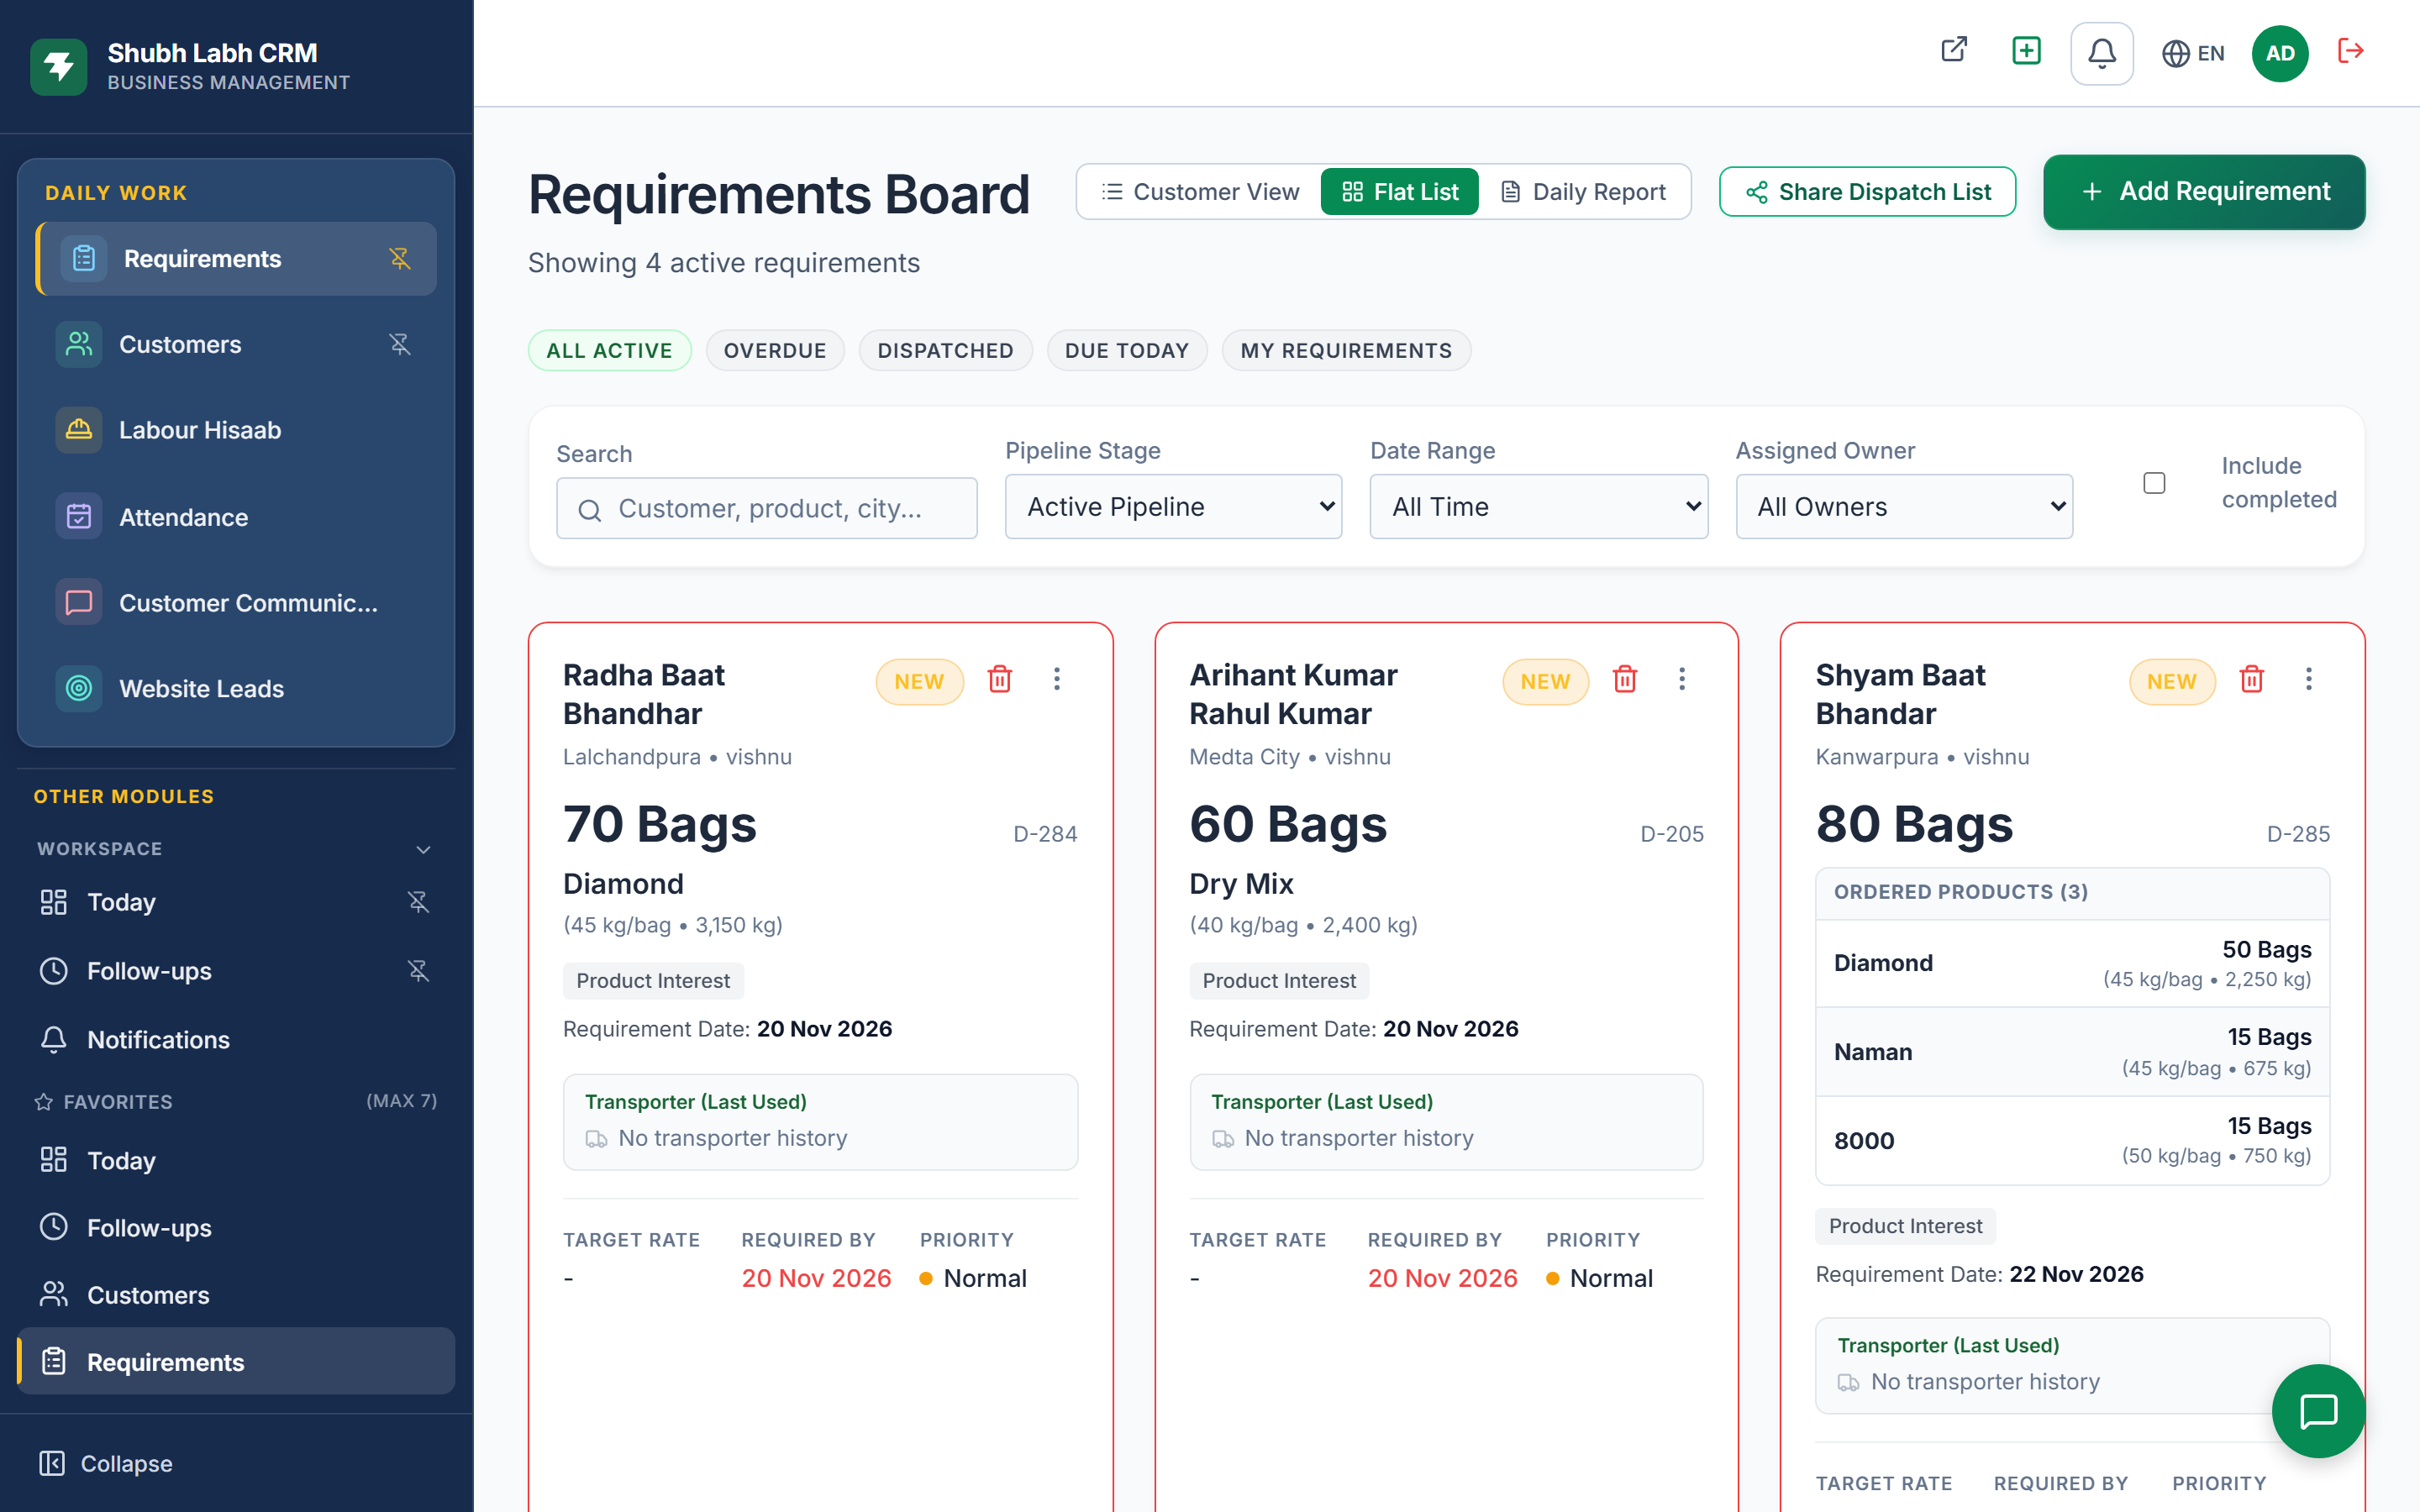 Shubh Labh CRM
BUSINESS MANAGEMENT
DAILY WORK
Requirements
Customers
Labour Hisaab
Attendance
Customer Communic...
Website Leads
OTHER MODULES
WORKSPACE
Today
Follow-ups
Notifications
FAVORITES (MAX 7)
Today
Follow-ups
Customers
Requirements
Collapse
EN
AD
Requirements Board
Customer View
Flat List
Daily Report
Share Dispatch List
+ Add Requirement
Showing 4 active requirements
ALL ACTIVE
OVERDUE
DISPATCHED
DUE TODAY
MY REQUIREMENTS
Search
Customer, product, city...
Pipeline Stage
Active Pipeline
Date Range
All Time
Assigned Owner
All Owners
Include
completed
Radha Baat
Bhandhar
NEW
Lalchandpura • vishnu
70 Bags
D-284
Diamond
(45 kg/bag • 3,150 kg)
Product Interest
Requirement Date: 20 Nov 2026
Transporter (Last Used)
No transporter history
TARGET RATE REQUIRED BY PRIORITY
- 20 Nov 2026 Normal
Arihant Kumar
Rahul Kumar
NEW
Medta City • vishnu
60 Bags
D-205
Dry Mix
(40 kg/bag • 2,400 kg)
Product Interest
Requirement Date: 20 Nov 2026
Transporter (Last Used)
No transporter history
TARGET RATE REQUIRED BY PRIORITY
- 20 Nov 2026 Normal
Shyam Baat
Bhandar
NEW
Kanwarpura • vishnu
80 Bags
D-285
ORDERED PRODUCTS (3)
Diamond
50 Bags
(45 kg/bag • 2,250 kg)
Naman
15 Bags
(45 kg/bag • 675 kg)
8000
15 Bags
(50 kg/bag • 750 kg)
Product Interest
Requirement Date: 22 Nov 2026
Transporter (Last Used)
No transporter history
TARGET RATE REQUIRED BY PRIORITY